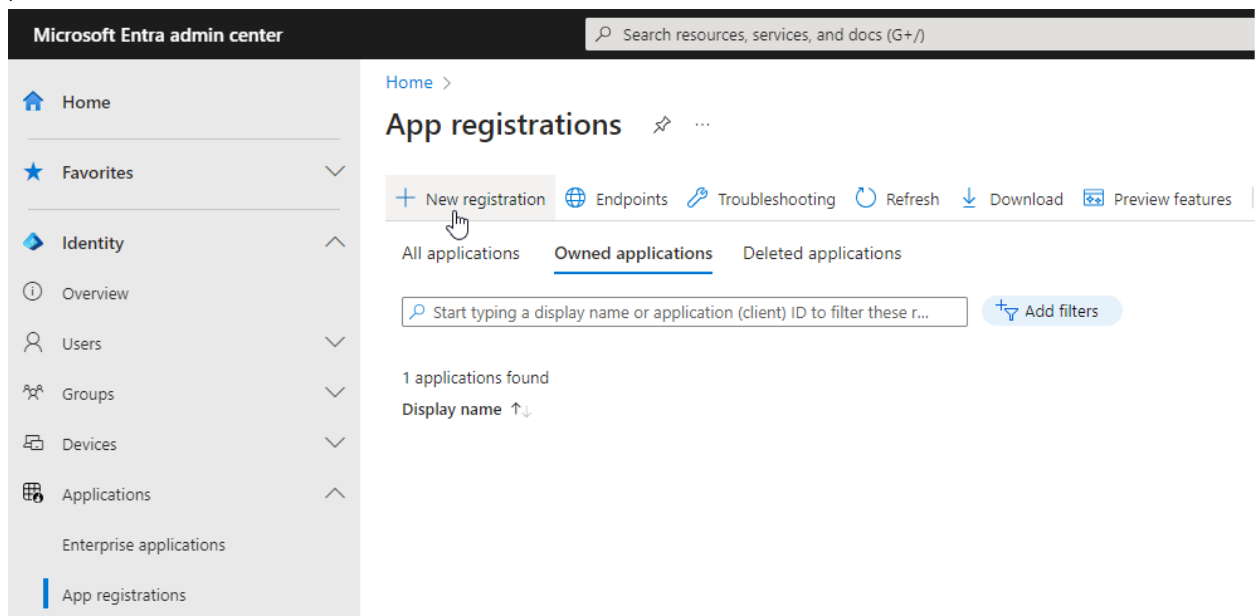 Microsoft Entra admin center
Search resources, services, and docs (G+/)
Home
Favorites
Identity
Overview
Users
Groups
Devices
Applications
Enterprise applications
App registrations
Home >
App registrations ...
+ New registration Endpoints Troubleshooting Refresh Download Preview features
All applications Owned applications Deleted applications
Start typing a display name or application (client) ID to filter these r... Add filters
1 applications found
Display name ↑↓